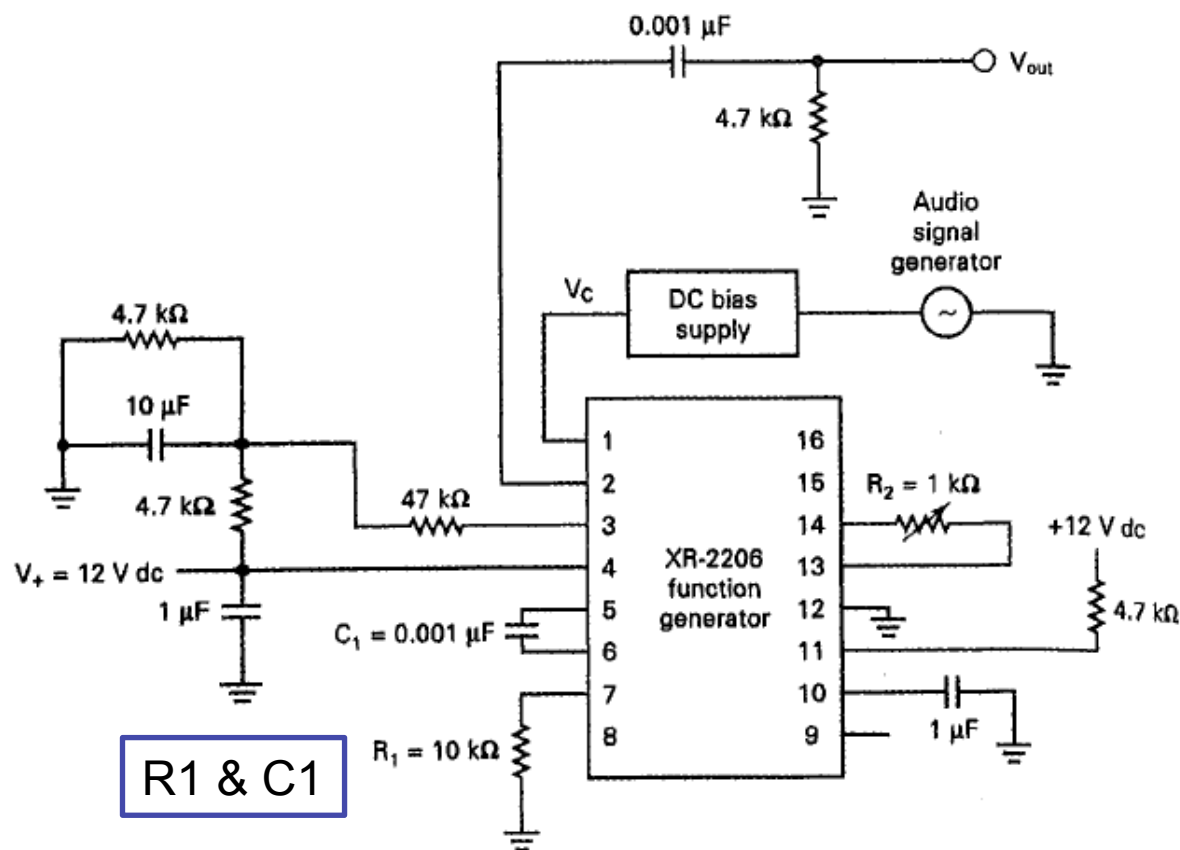 0.001 µF
V_out
4.7 kΩ
Audio
signal
generator
V_C
DC bias
supply
~
4.7 kΩ
10 µF
4.7 kΩ
47 kΩ
V₊ = 12 V dc
1 µF
C₁ = 0.001 µF
R₁ = 10 kΩ
1
2
3
4
5
6
7
8
XR-2206
function
generator
16
15
14
13
12
11
10
9
R₂ = 1 kΩ
+12 V dc
4.7 kΩ
1 µF
R1 & C1